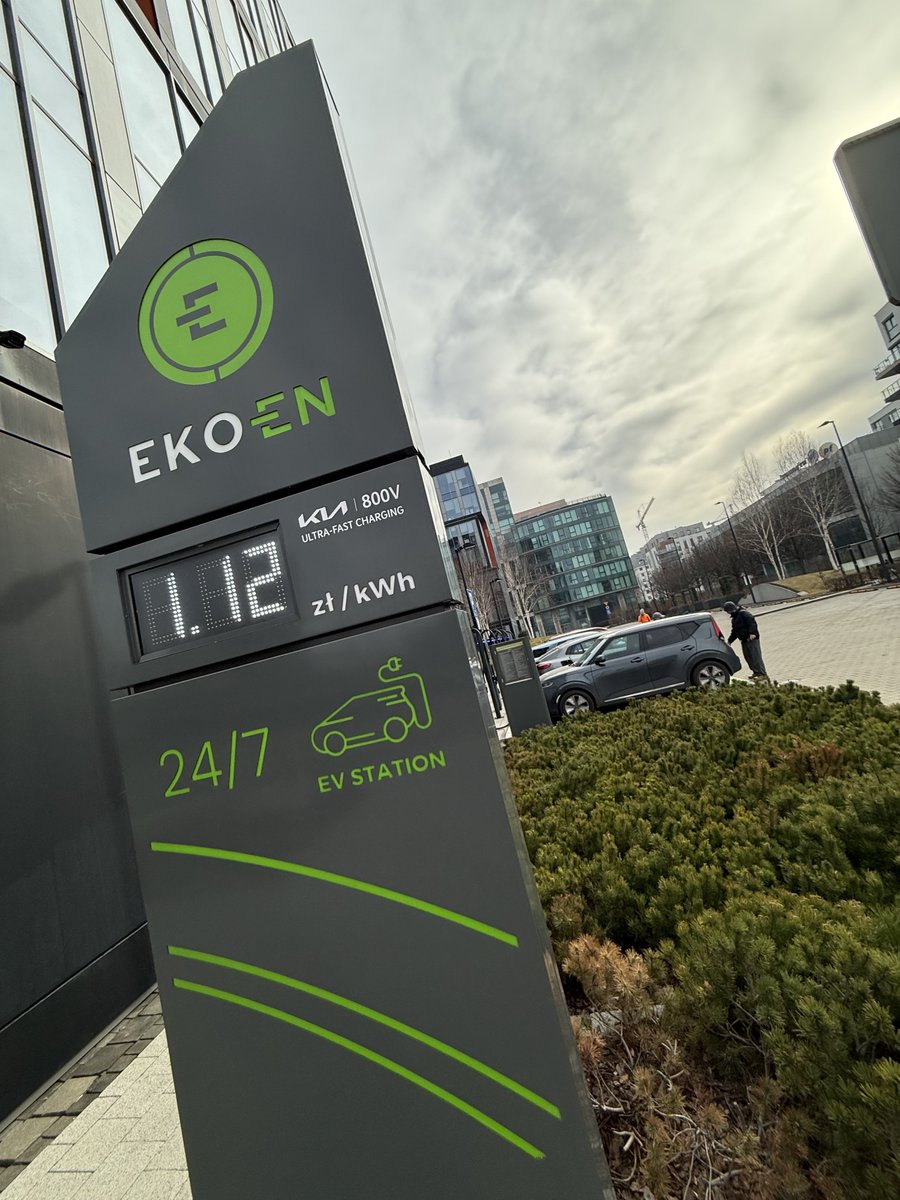 E
EKOEN
KIA | 800V
ULTRA-FAST CHARGING
1.12
zł/kWh
24/7
EV STATION